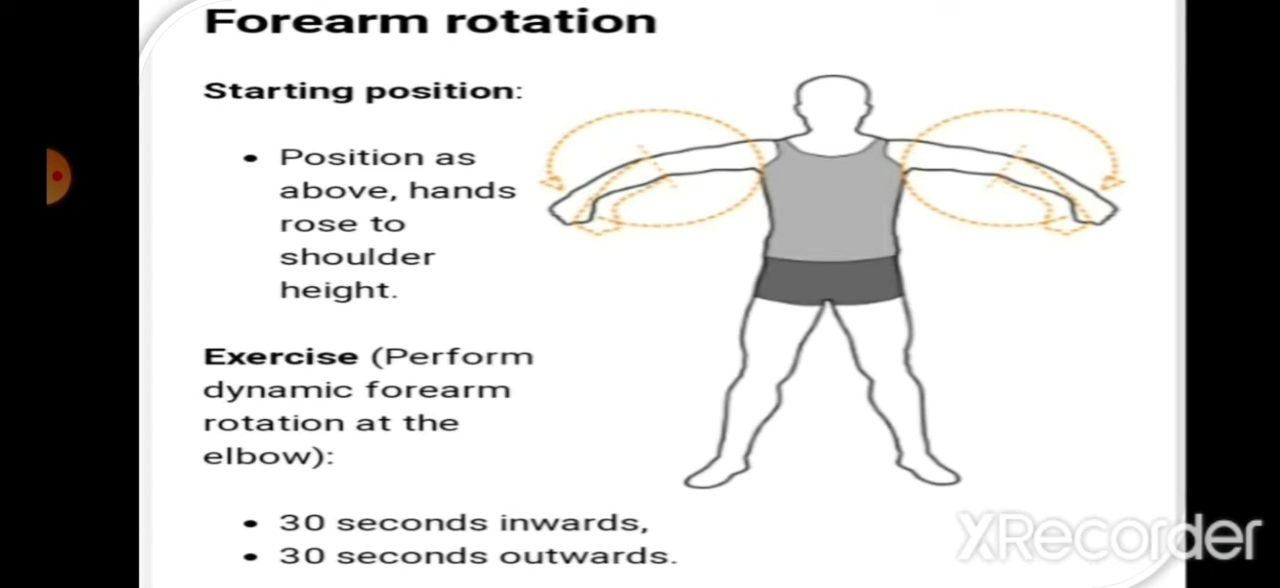 Forearm rotation
Starting position:
• Position as
above, hands
rose to
shoulder
height.
Exercise (Perform
dynamic forearm
rotation at the
elbow):
• 30 seconds inwards,
• 30 seconds outwards.
XRecorder